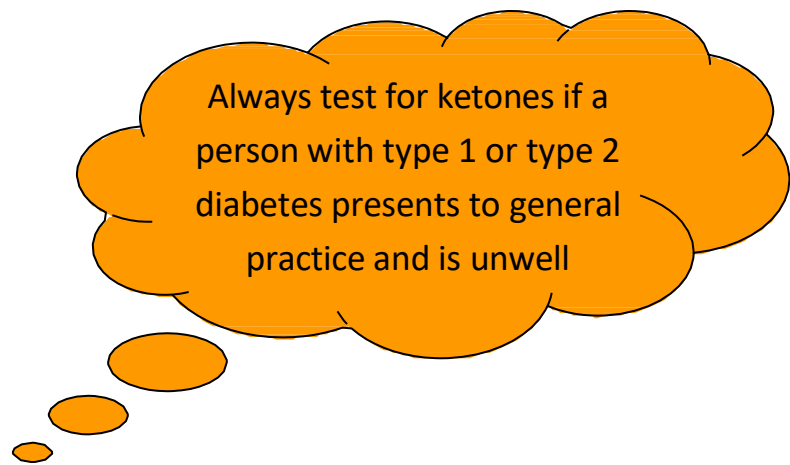 Always test for ketones if a
person with type 1 or type 2
diabetes presents to general
practice and is unwell